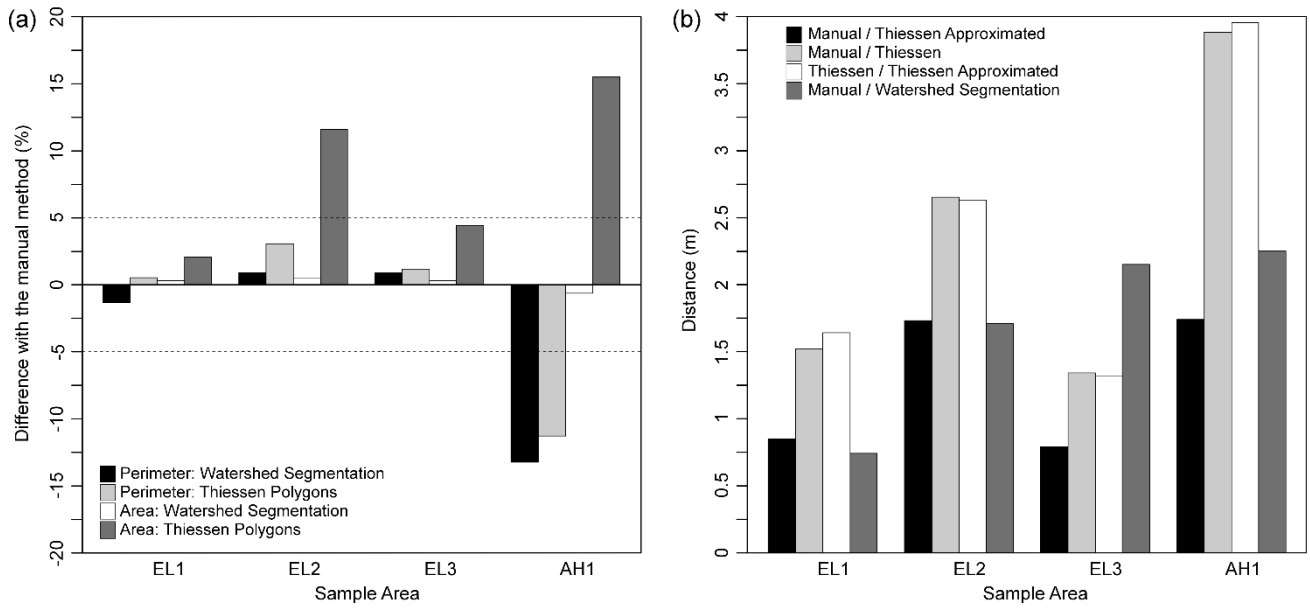 (a)
Difference with the manual method (%)
20
15
10
5
0
-5
-10
-15
-20
Perimeter: Watershed Segmentation
Perimeter: Thiessen Polygons
Area: Watershed Segmentation
Area: Thiessen Polygons
EL1 EL2 EL3 AH1
Sample Area
(b)
Distance (m)
4
3.5
3
2.5
2
1.5
1
0.5
0
Manual / Thiessen Approximated
Manual / Thiessen
Thiessen / Thiessen Approximated
Manual / Watershed Segmentation
EL1 EL2 EL3 AH1
Sample Area